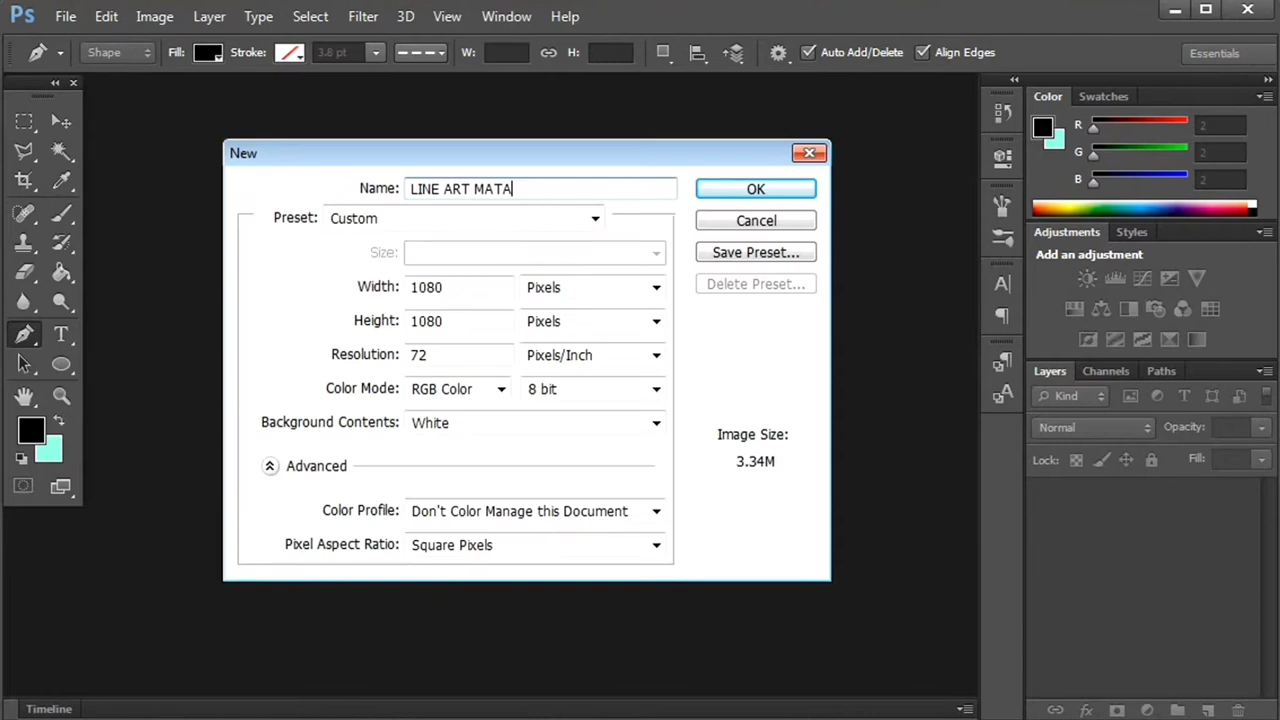 Ps File Edit Image Layer Type Select Filter 3D View Window Help
Shape Fill: Stroke: 3.8 pt W: H: Auto Add/Delete Align Edges Essentials
New
Name: LINE ART MATA OK
Preset: Custom Cancel
Size: Save Preset...
Width: 1080 Pixels Delete Preset...
Height: 1080 Pixels
Resolution: 72 Pixels/Inch
Color Mode: RGB Color 8 bit
Background Contents: White
Image Size:
3.34M
Advanced
Color Profile: Don't Color Manage this Document
Pixel Aspect Ratio: Square Pixels
Color Swatches
R 2
G 2
B 2
Adjustments Styles
Add an adjustment
Layers Channels Paths
Kind
Normal Opacity:
Lock: Fill:
Timeline